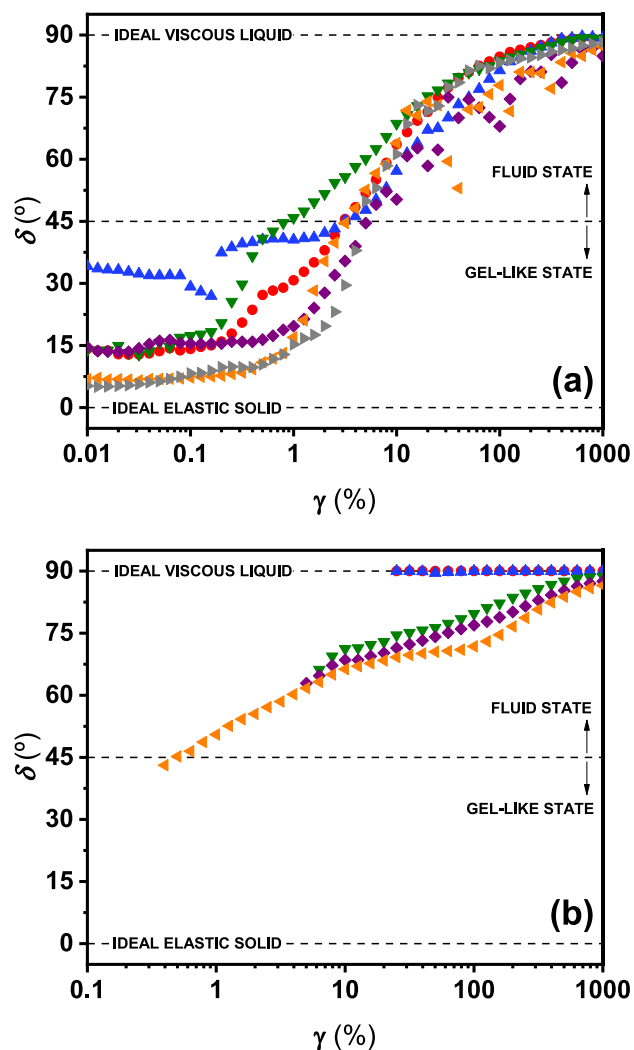 90
IDEAL VISCOUS LIQUID
75
60
FLUID STATE
δ (º)
45
GEL-LIKE STATE
30
15
(a)
0
IDEAL ELASTIC SOLID
0.01 0.1 1 10 100 1000
γ (%)
90
IDEAL VISCOUS LIQUID
75
60
FLUID STATE
δ (º)
45
GEL-LIKE STATE
30
15
(b)
0
IDEAL ELASTIC SOLID
0.1 1 10 100 1000
γ (%)